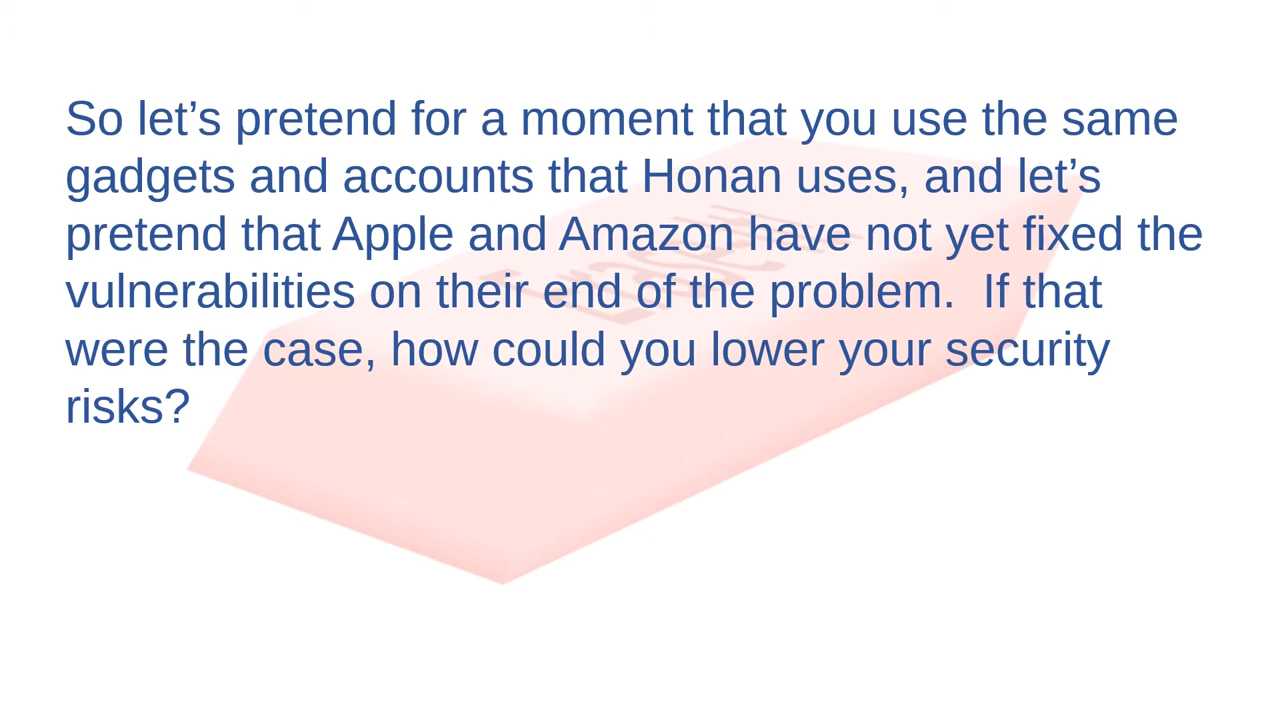 So let’s pretend for a moment that you use the same
gadgets and accounts that Honan uses, and let’s
pretend that Apple and Amazon have not yet fixed the
vulnerabilities on their end of the problem.  If that
were the case, how could you lower your security
risks?